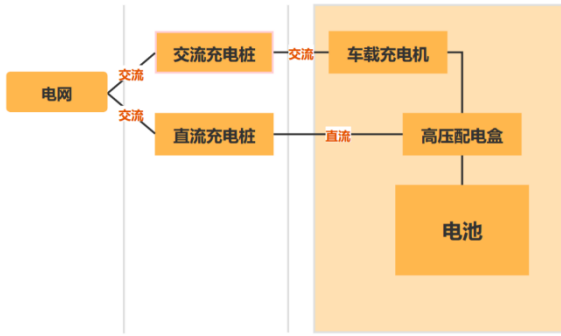 交流充电桩
交流
车载充电机
交流
电网
交流
直流充电桩
直流
高压配电盒
电池